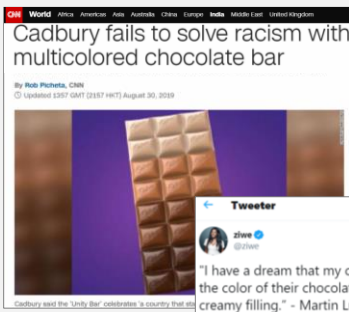 CNN World Africa Americas Asia Australia China Europe India Middle East United Kingdom
Cadbury fails to solve racism with
multicolored chocolate bar
By Rob Picheta, CNN
Updated 1357 GMT (2157 HKT) August 30, 2019
Tweeter
ziwe
@ziwe
"I have a dream that my c
the color of their chocola
creamy filling." - Martin Lu
Cadbury said the 'Unity Bar' celebrates 'a country that sta